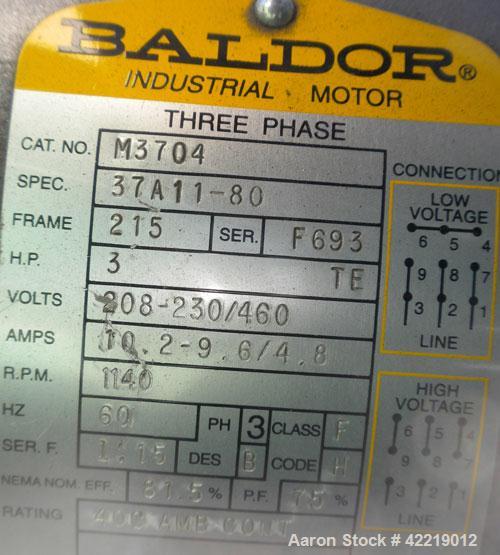 BALDOR®
INDUSTRIAL MOTOR
THREE PHASE
CAT. NO. M3704
SPEC. 37A11-80
FRAME 215 SER. F693
H.P. 3 TE
VOLTS 208-230/460
AMPS 10.2-9.6/4.8
R.P.M. 1140
HZ 60 PH 3 CLASS F
SER. F. 1.15 DES B CODE H
NEMA NOM. EFF. 81.5 % P.F. 75 %
RATING 40C AMB CONT
CONNECTION
LOW
VOLTAGE
6 5 4
9 8 7
3 2 1
LINE
HIGH
VOLTAGE
6 5 4
9 8 7
3 2 1
LINE
Aaron Stock # 42219012